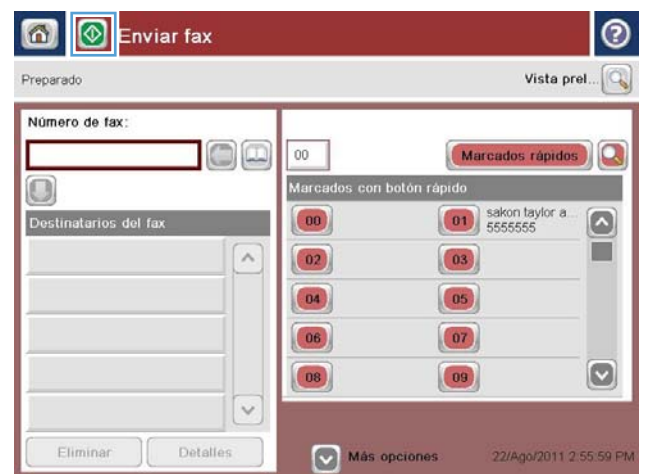 Enviar fax
Preparado
Vista prel...
Número de fax:
00
Marcados rápidos
Marcados con botón rápido
Destinatarios del fax
00
01 sakon taylor a...
5555555
02
03
04
05
06
07
08
09
Eliminar
Detalles
Más opciones
22/Ago/2011 2:55:59 PM